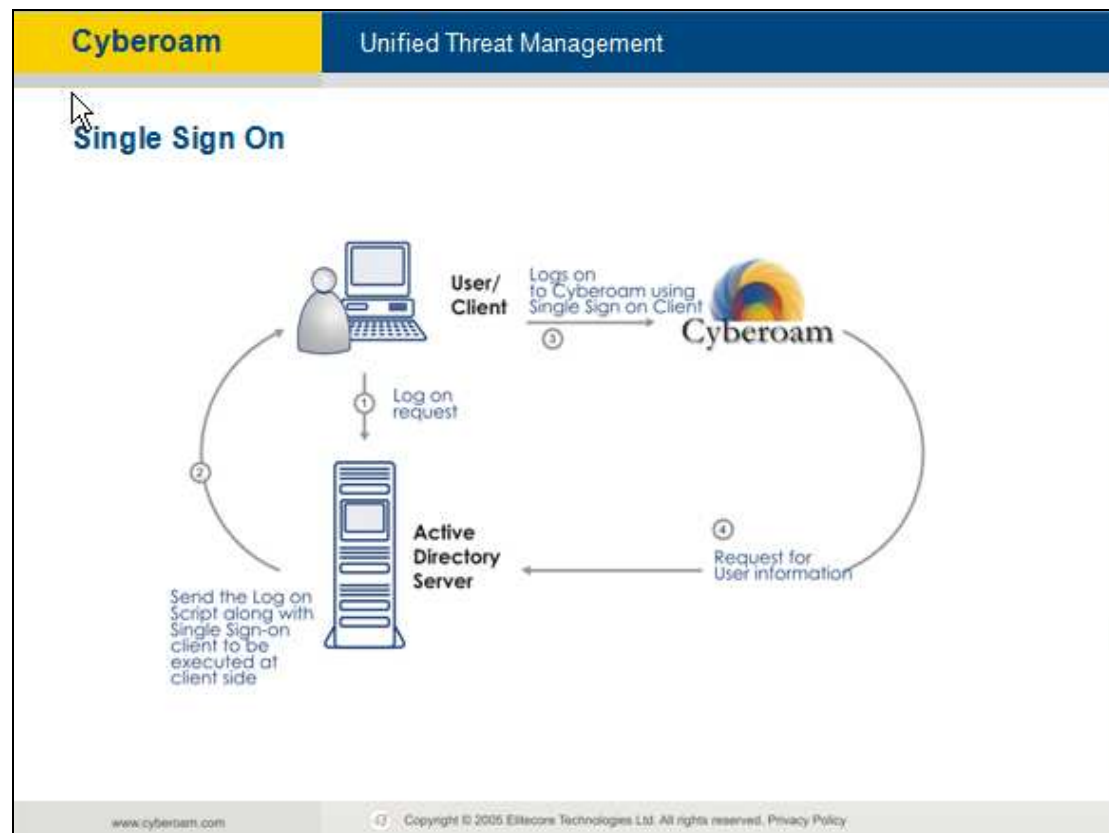 Cyberoam
Unified Threat Management
Single Sign On
User/
Client
Logs on
to Cyberoam using
Single Sign on Client
3
Cyberoam
1
Log on
request
2
Active
Directory
Server
4
Request for
User information
Send the Log on
Script along with
Single Sign-on
client to be
executed at
client side
www.cyberoam.com
Copyright © 2005 Elitecore Technologies Ltd. All rights reserved. Privacy Policy